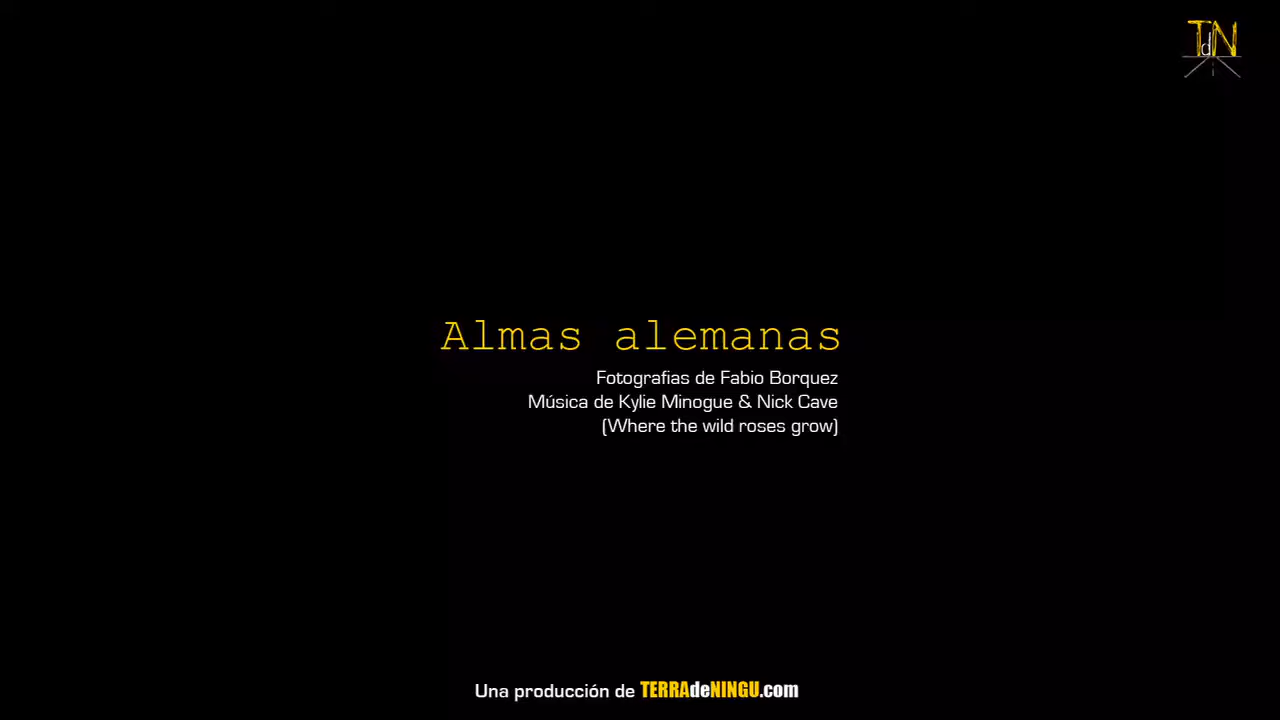 TdN
Almas alemanas
Fotografias de Fabio Borquez
Música de Kylie Minogue & Nick Cave
(Where the wild roses grow)
Una producción de TERRAdeNINGU.com